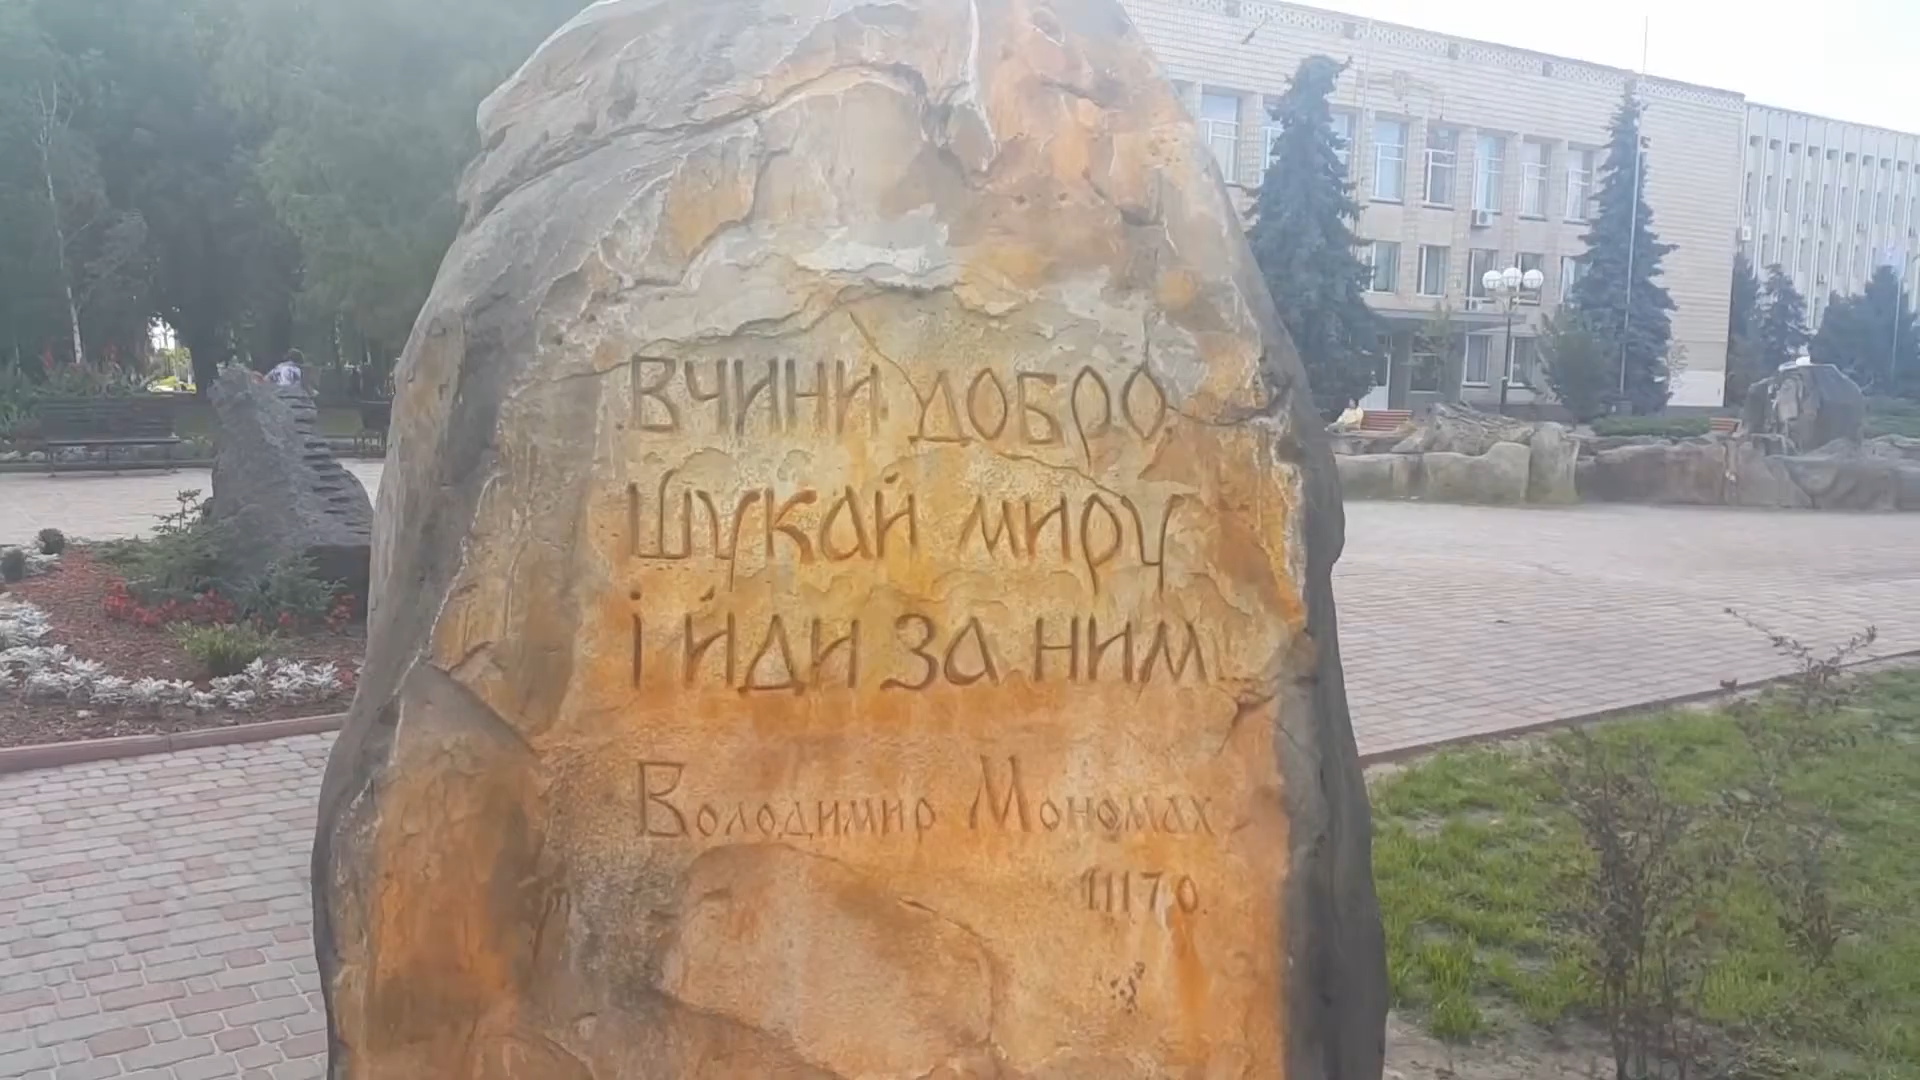 Вчини добро
Шукай миру
і йди за ним
Володимир Мономах
1117 о.